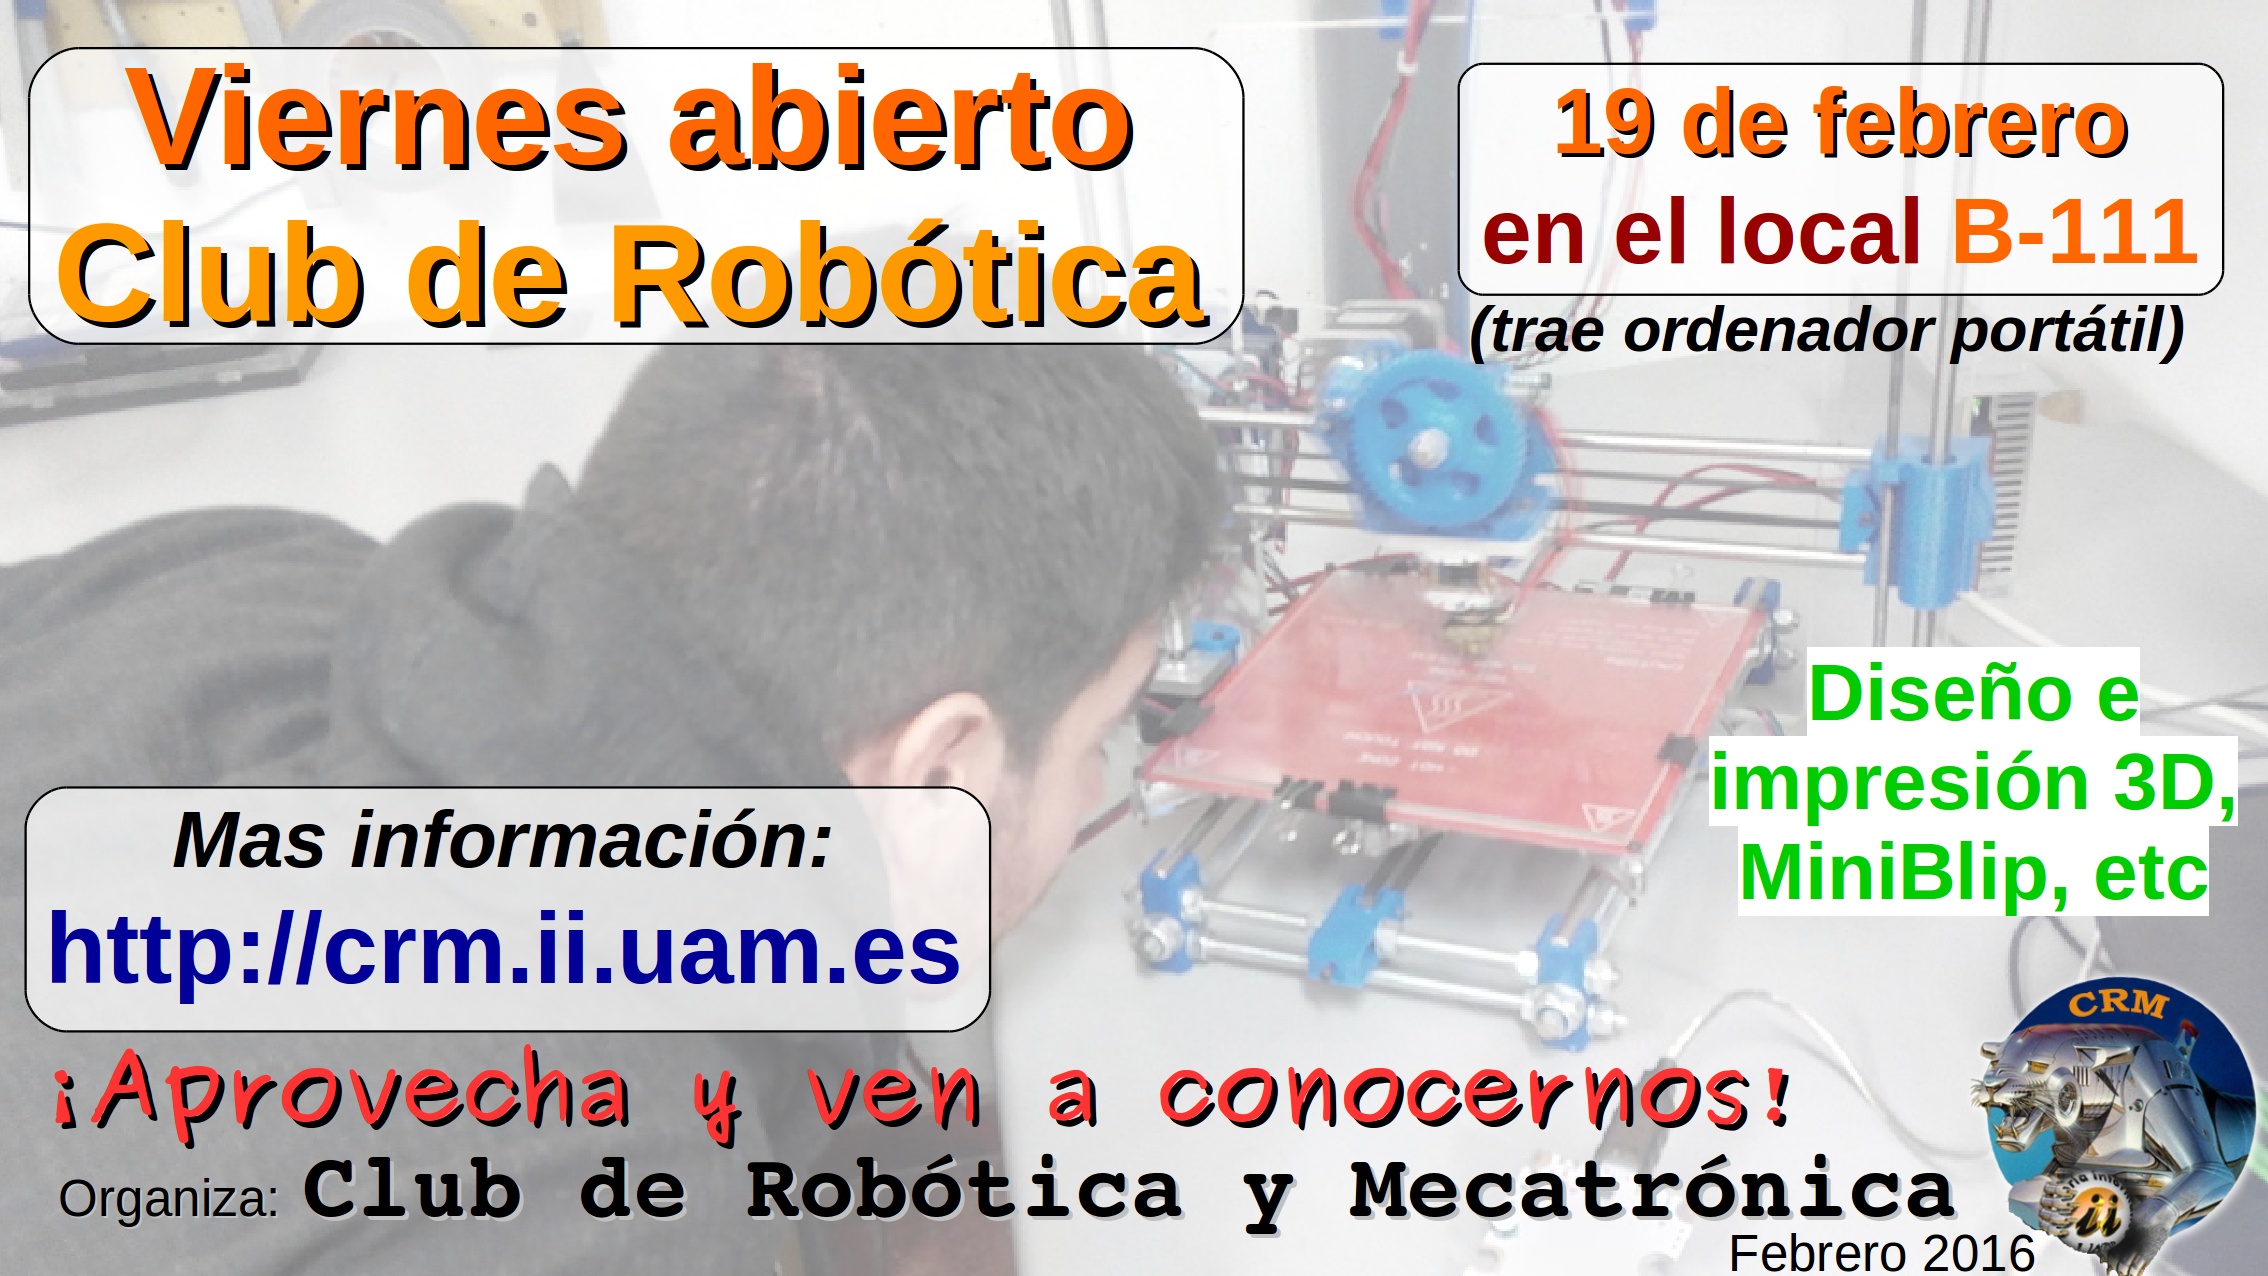 Viernes abierto
Club de Robótica
19 de febrero
en el local B-111
(trae ordenador portátil)
Diseño e
impresión 3D,
MiniBlip, etc
Mas información:
http://crm.ii.uam.es
¡Aprovecha y ven a conocernos!
Organiza: Club de Robótica y Mecatrónica
Febrero 2016
CRM
ii